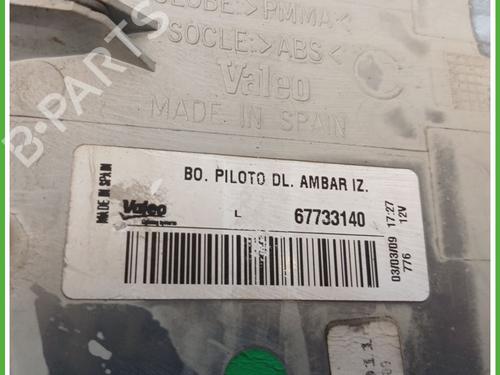 GLOBE:>PMMA<
SOCLE:>ABS<
Valeo
MADE IN SPAIN
B-PARTS
MADE IN SPAIN
BO. PILOTO DL. AMBAR IZ.
Valeo
L
67733140
03/03/09 17:27
776 12V